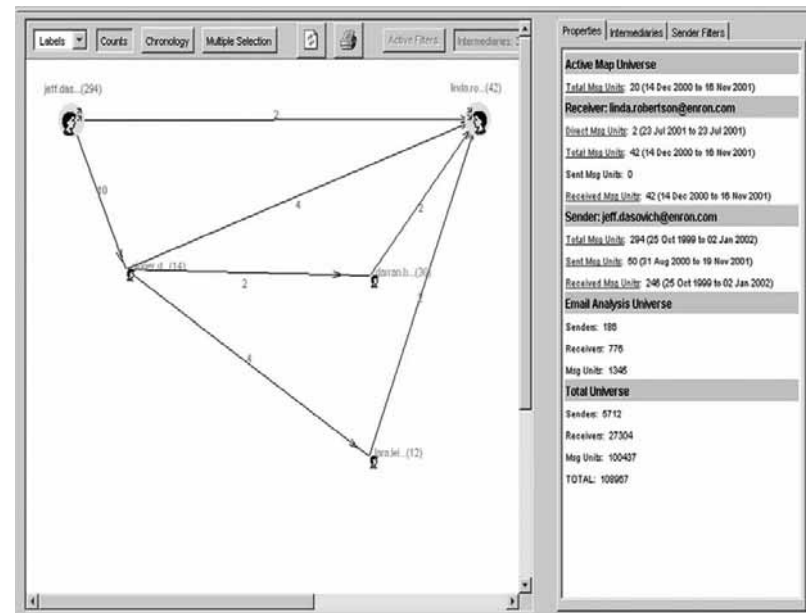 Labels Counts Chronology Multiple Selection Active Filters Intermediaries:
jeff.das...(294)
linda.ro...(42)
2
10
4
2
(14)
2
(36)
4
(12)
Properties Intermediaries Sender Filters
Active Map Universe
Total Msg Units: 20 (14 Dec 2000 to 16 Nov 2001)
Receiver: linda.robertson@enron.com
Direct Msg Units: 2 (23 Jul 2001 to 23 Jul 2001)
Total Msg Units: 42 (14 Dec 2000 to 16 Nov 2001)
Sent Msg Units: 0
Received Msg Units: 42 (14 Dec 2000 to 16 Nov 2001)
Sender: jeff.dasovich@enron.com
Total Msg Units: 294 (25 Oct 1999 to 02 Jan 2002)
Sent Msg Units: 50 (31 Aug 2000 to 19 Nov 2001)
Received Msg Units: 246 (25 Oct 1999 to 02 Jan 2002)
Email Analysis Universe
Senders: 186
Receivers: 776
Msg Units: 1346
Total Universe
Senders: 5712
Receivers: 27304
Msg Units: 100437
TOTAL: 108967